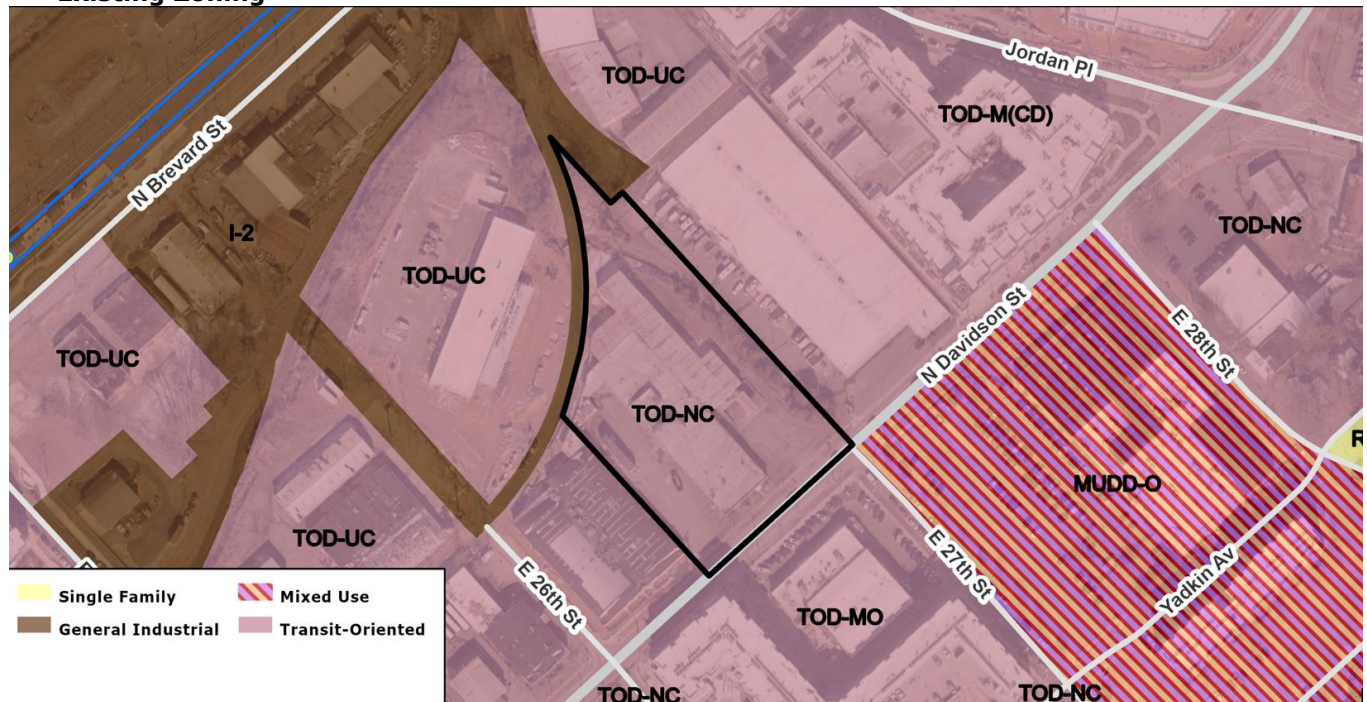 Existing Zoning
Jordan Pl
TOD-UC
TOD-M(CD)
N Brevard St
I-2
TOD-NC
TOD-UC
TOD-UC
N Davidson St
E 28th St
TOD-NC
MUDD-O
TOD-UC
E 27th St
Yadkin Av
E 26th St
TOD-MO
TOD-NC
TOD-NC
Single Family
Mixed Use
General Industrial
Transit-Oriented
R